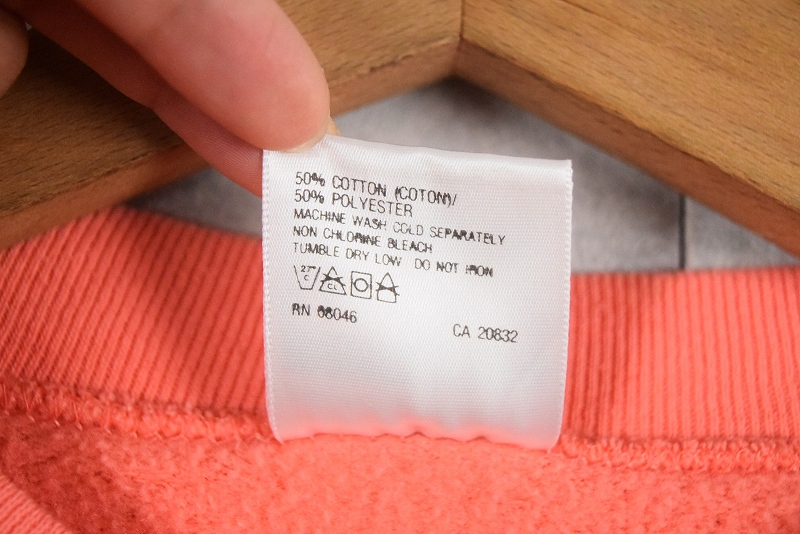 50% COTTON (COTON)/
50% POLYESTER
MACHINE WASH COLD SEPARATELY
NON CHLORINE BLEACH
TUMBLE DRY LOW DO NOT IRON
27° C CL
RN 68046
CA 20832